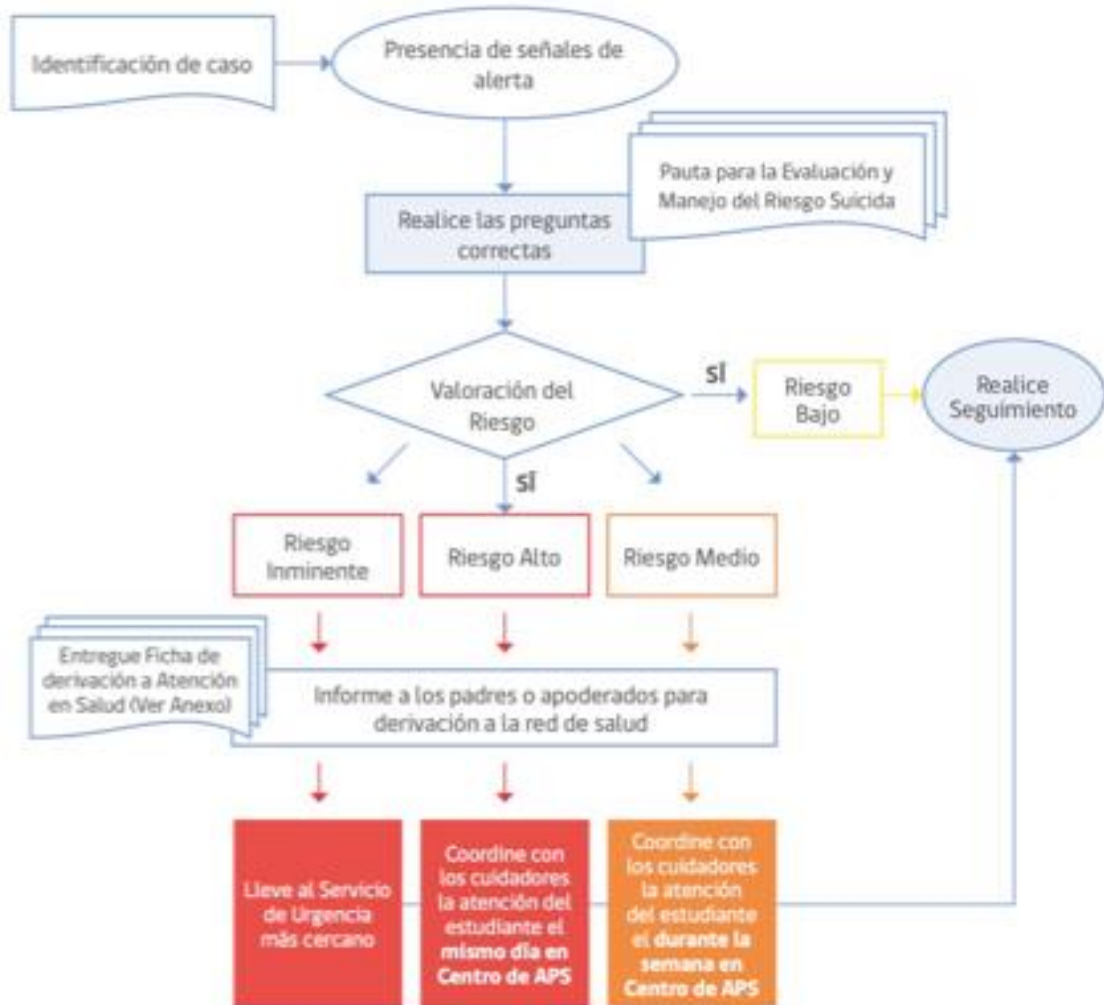 Identificación de caso
Presencia de señales de
alerta
Pauta para la Evaluación y
Manejo del Riesgo Suicida
Realice las preguntas
correctas
Valoración del
Riesgo
SÍ
Riesgo
Bajo
Realice
Seguimiento
SÍ
Riesgo
Inminente
Riesgo Alto
Riesgo Medio
Entregue Ficha de
derivación a Atención
en Salud (Ver Anexo)
Informe a los padres o apoderados para
derivación a la red de salud
Lleve al Servicio
de Urgencia
más cercano
Coordine con
los cuidadores
la atención del
estudiante el
mismo día en
Centro de APS
Coordine con
los cuidadores
la atención
del estudiante
el durante la
semana en
Centro de APS